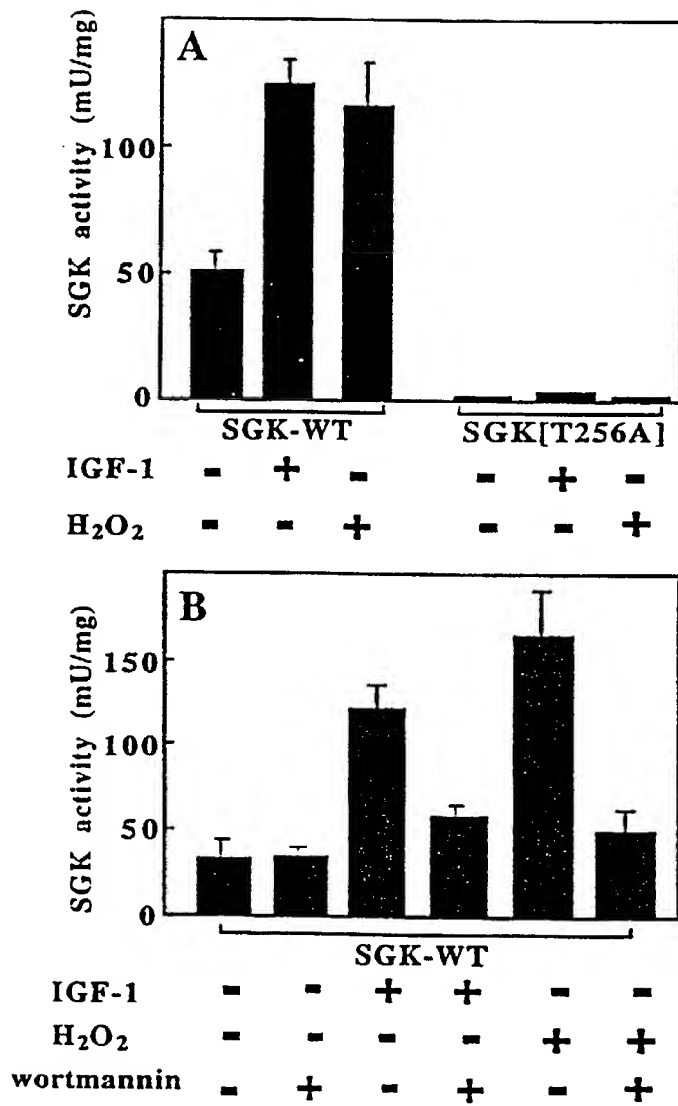 A
SGK activity (mU/mg)
100
50
0
SGK-WT SGK[T256A]
IGF-1 - + - - + -
H₂O₂ - - + - - +
B
SGK activity (mU/mg)
150
100
50
0
SGK-WT
IGF-1 - - + + - -
H₂O₂ - - - - + +
wortmannin - + - + - +